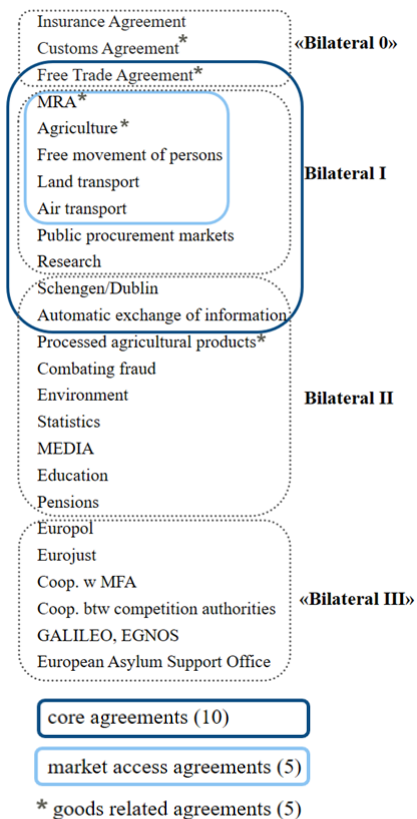 Insurance Agreement
Customs Agreement*
«Bilateral 0»
Free Trade Agreement*
MRA*
Agriculture*
Free movement of persons
Land transport
Air transport
Public procurement markets
Research
Bilateral I
Schengen/Dublin
Automatic exchange of information
Processed agricultural products*
Combating fraud
Environment
Statistics
MEDIA
Education
Pensions
Bilateral II
Europol
Eurojust
Coop. w MFA
Coop. btw competition authorities
GALILEO, EGNOS
European Asylum Support Office
«Bilateral III»
core agreements (10)
market access agreements (5)
* goods related agreements (5)